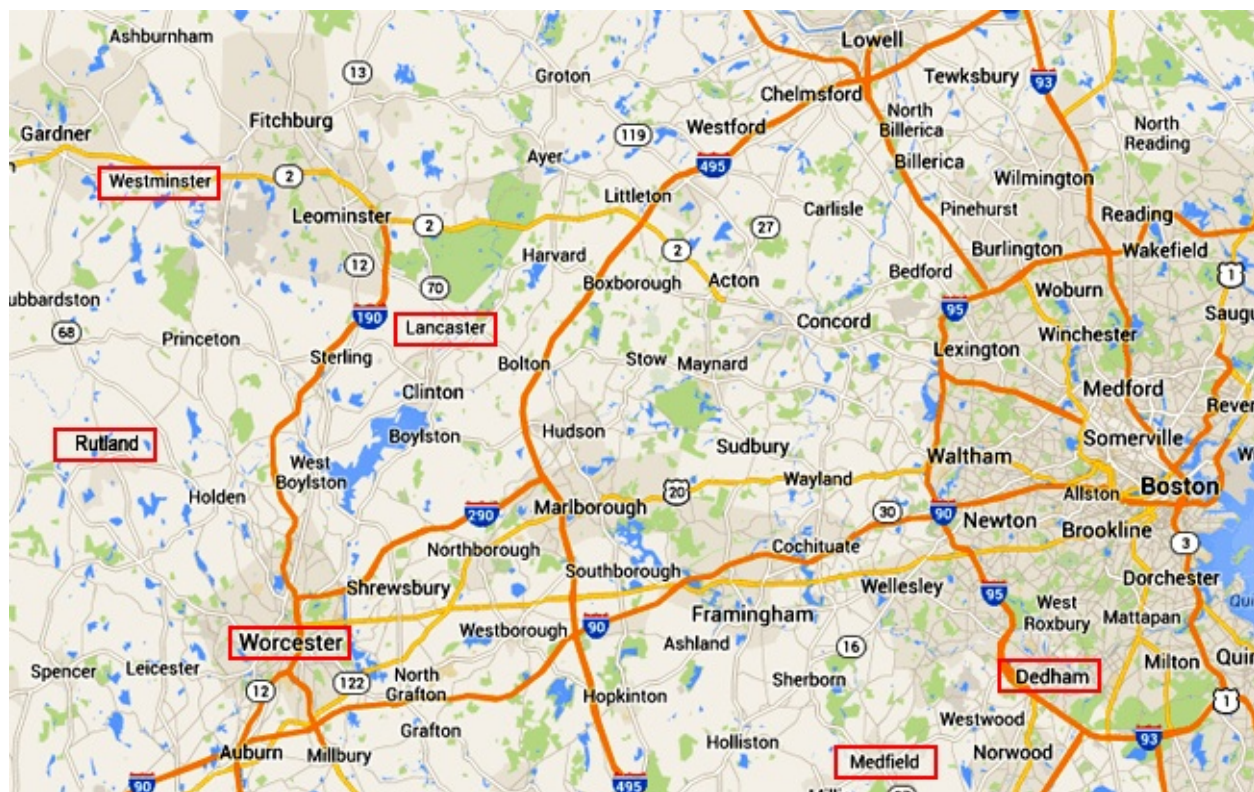 Ashburnham
Lowell
13
Groton
Tewksbury
93
Chelmsford
Gardner
Fitchburg
119
Westford
North
Billerica
North
Reading
Ayer
495
Billerica
Westminster
2
Littleton
Wilmington
Leominster
2
Carlisle
Pinehurst
Reading
27
Harvard
2
Burlington
Wakefield
12
Bedford
1
70
Boxborough
Acton
Woburn
ubbardston
190
Lancaster
Concord
95
Saugu
68
Princeton
Winchester
Sterling
Bolton
Stow
Maynard
Lexington
Clinton
Medford
Rever
Rutland
Boylston
Hudson
Sudbury
Somerville
West
Boylston
Waltham
Holden
20
Wayland
Allston
Boston
290
Marlborough
30
90
Newton
Brookline
Northborough
Cochituate
3
Shrewsbury
Southborough
Wellesley
Dorchester
95
West
Roxbury
Framingham
Mattapan
Worcester
Westborough
90
Ashland
16
Spencer
Leicester
North
Grafton
122
12
Hopkinton
Sherborn
Dedham
Milton
Quin
1
Westwood
Auburn
Millbury
Grafton
Holliston
Norwood
93
Medfield
90
495